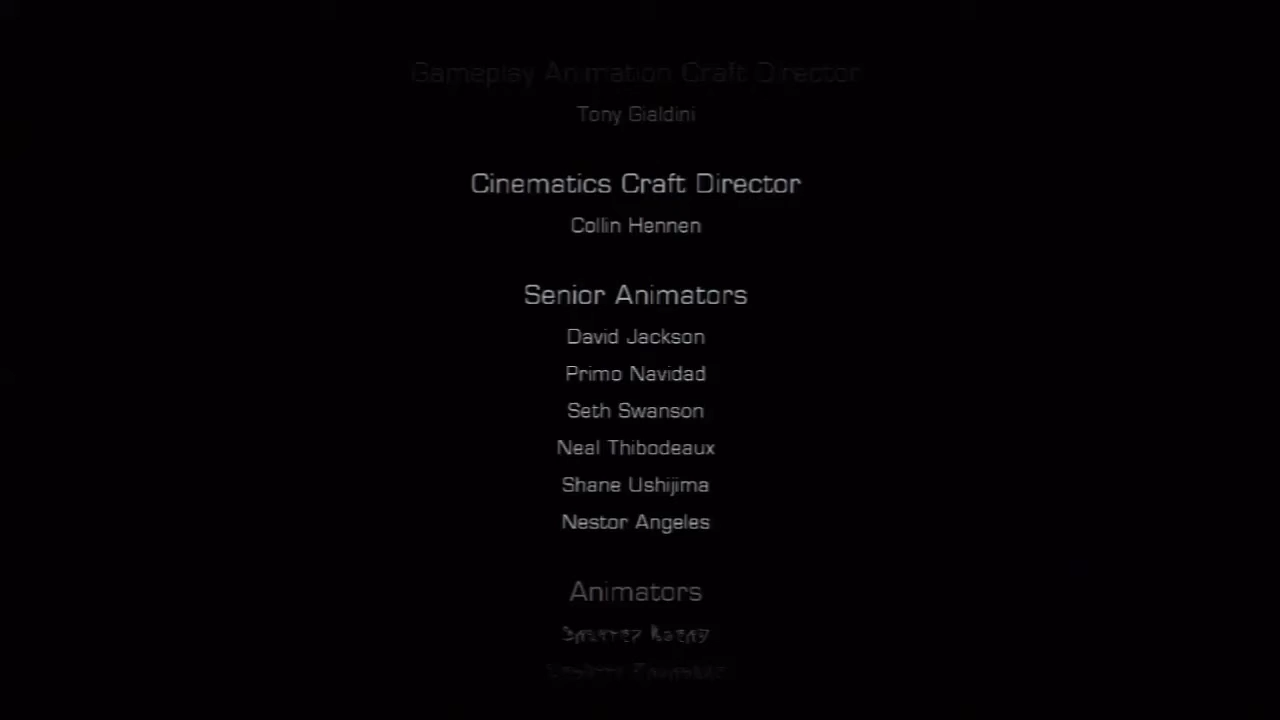 Gameplay Animation Craft Director
Tony Gialdini
Cinematics Craft Director
Collin Hennen
Senior Animators
David Jackson
Primo Navidad
Seth Swanson
Neal Thibodeaux
Shane Ushijima
Nestor Angeles
Animators